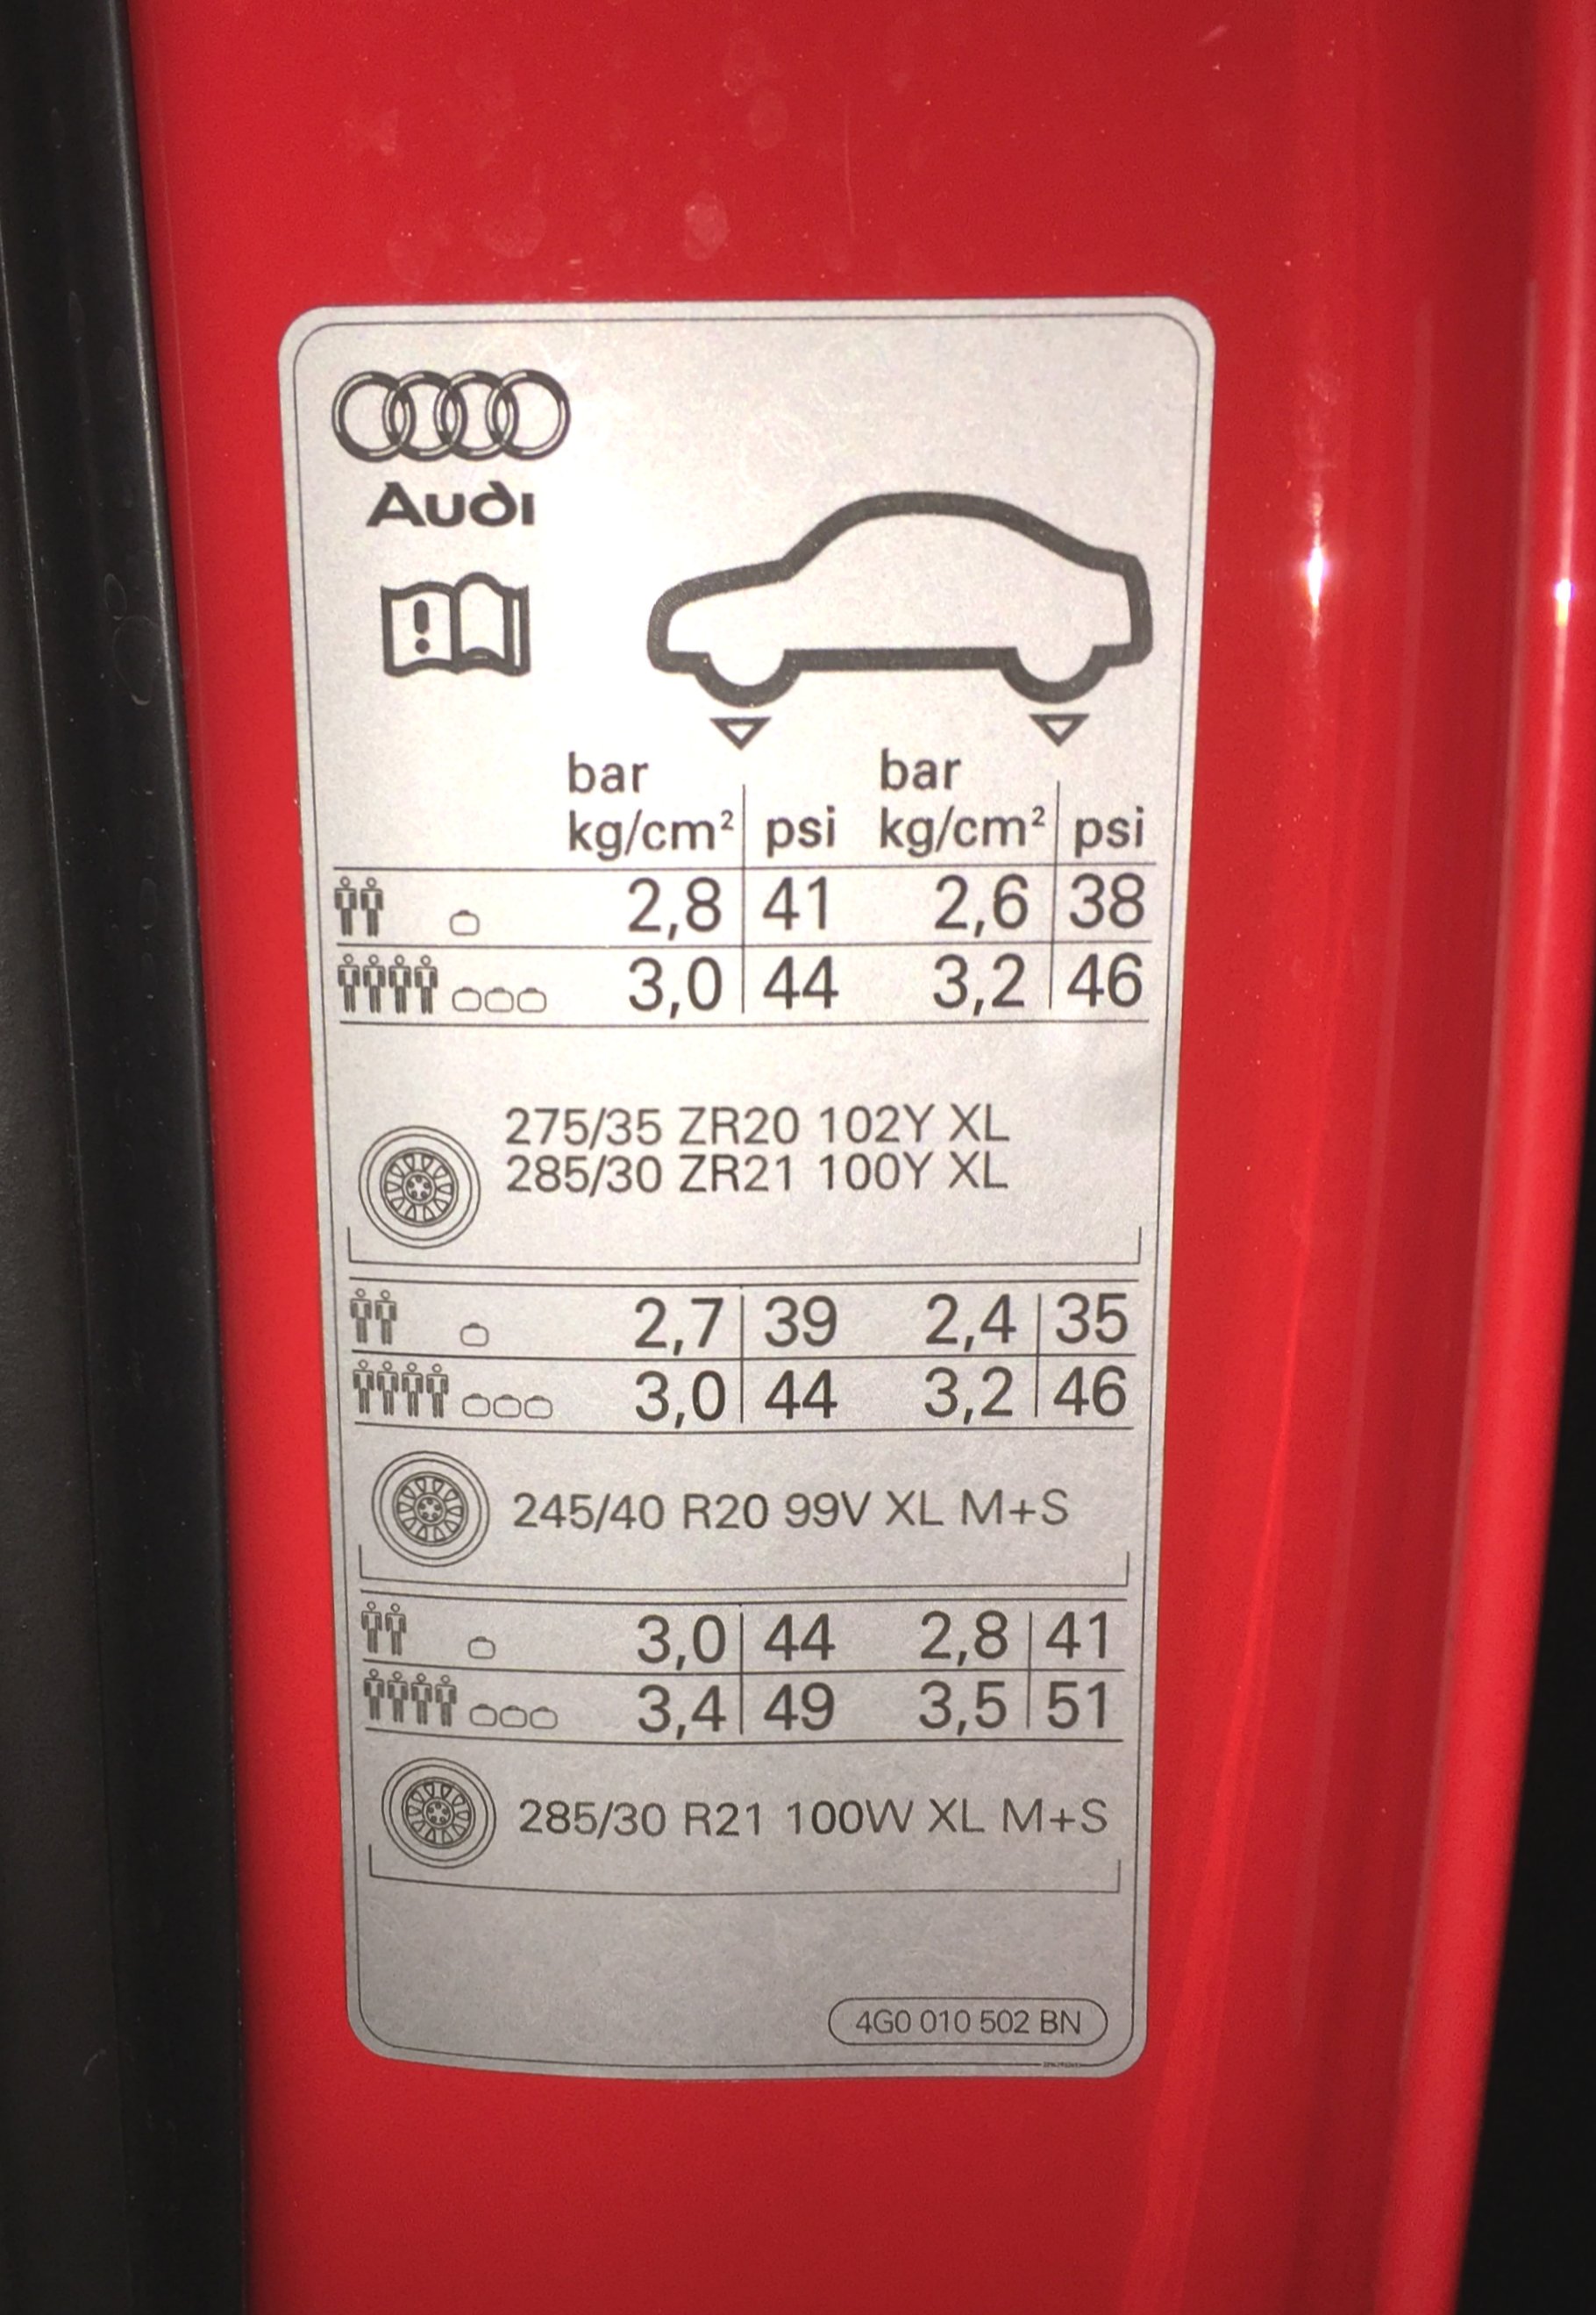 Audi
bar bar
kg/cm² psi kg/cm² psi
2,8 41 2,6 38
3,0 44 3,2 46
275/35 ZR20 102Y XL
285/30 ZR21 100Y XL
2,7 39 2,4 35
3,0 44 3,2 46
245/40 R20 99V XL M+S
3,0 44 2,8 41
3,4 49 3,5 51
285/30 R21 100W XL M+S
4G0 010 502 BN